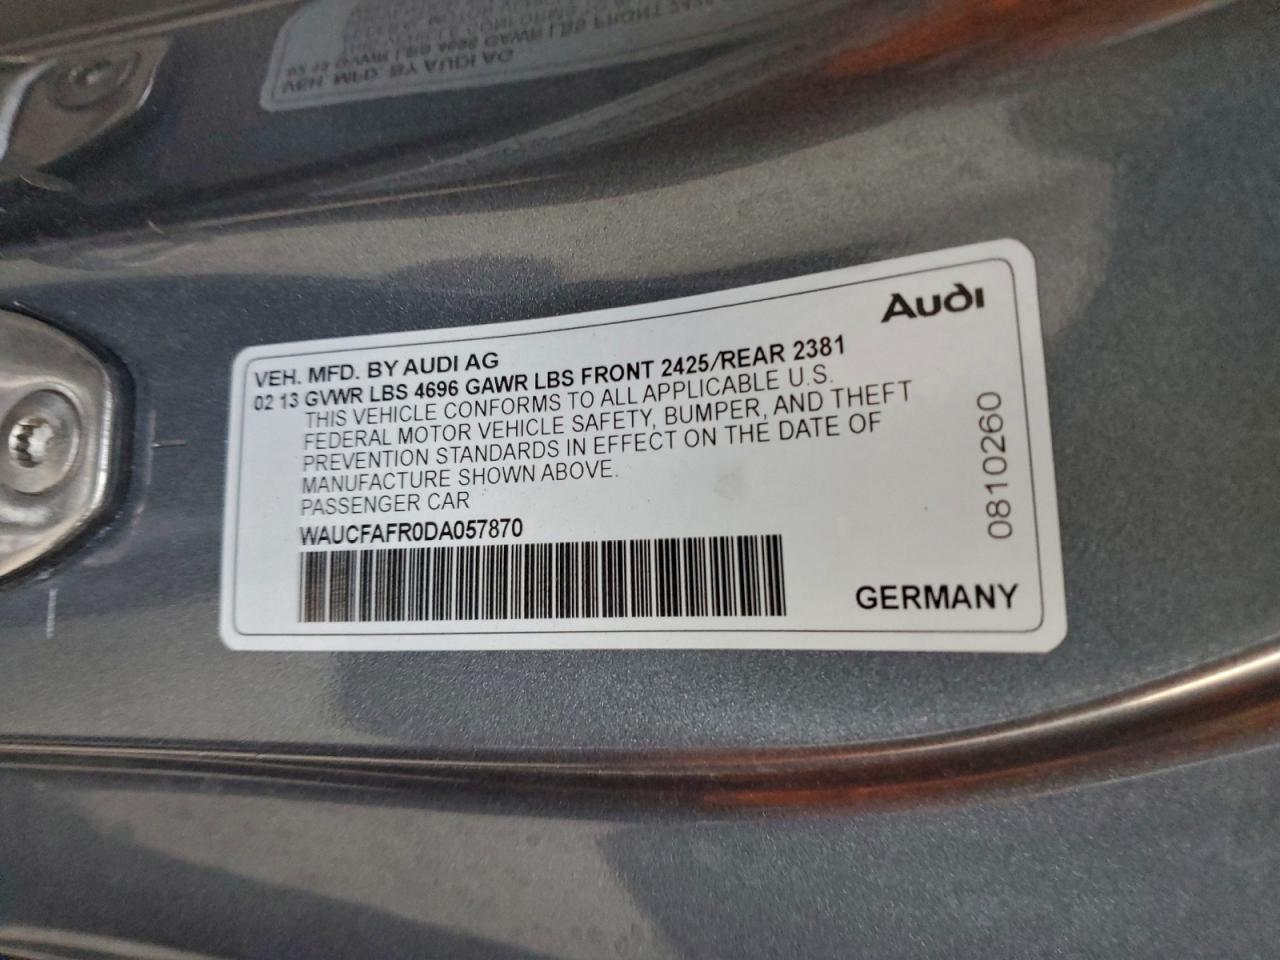 Audi
VEH. MFD. BY AUDI AG
02 13 GVWR LBS 4696 GAWR LBS FRONT 2425/REAR 2381
THIS VEHICLE CONFORMS TO ALL APPLICABLE U.S.
FEDERAL MOTOR VEHICLE SAFETY, BUMPER, AND THEFT
PREVENTION STANDARDS IN EFFECT ON THE DATE OF
MANUFACTURE SHOWN ABOVE.
PASSENGER CAR
WAUCFAFR0DA057870
GERMANY
0810260